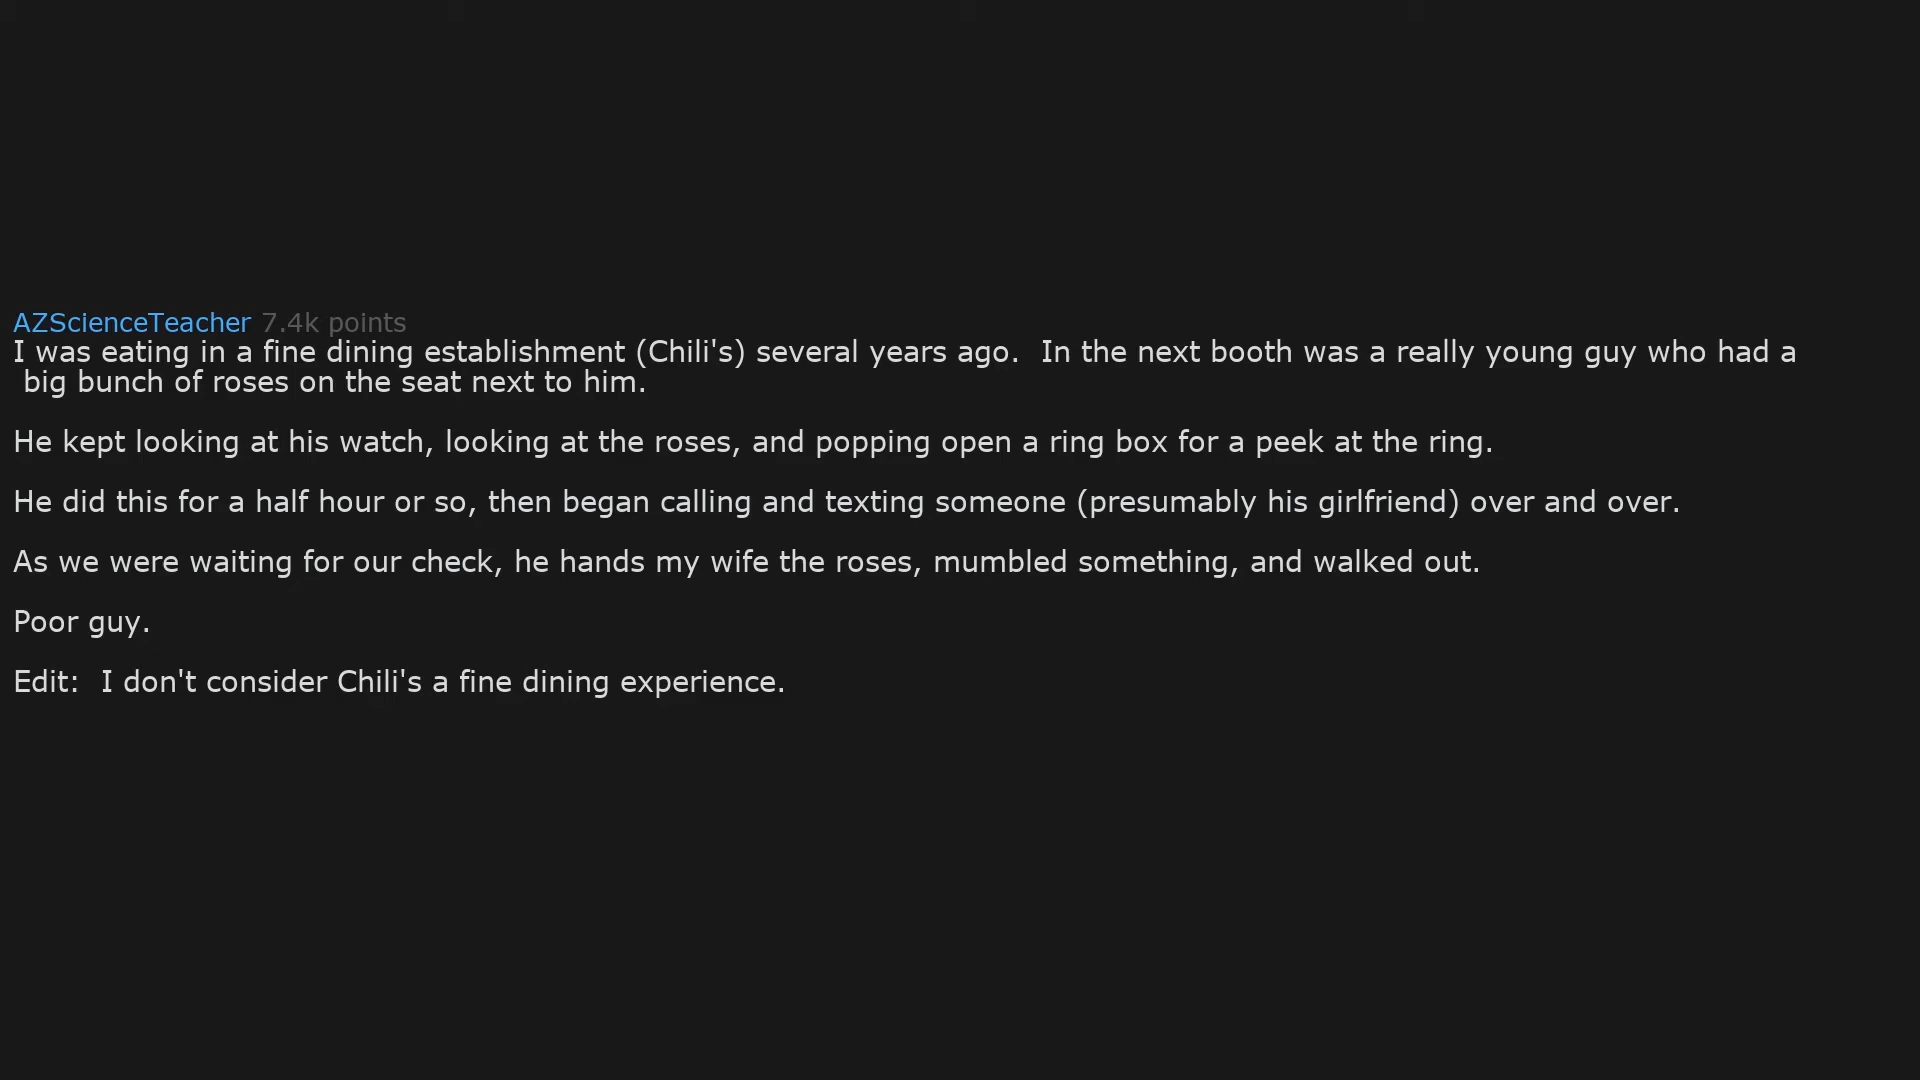 AZScienceTeacher 7.4k points
I was eating in a fine dining establishment (Chili's) several years ago.  In the next booth was a really young guy who had a
big bunch of roses on the seat next to him.
He kept looking at his watch, looking at the roses, and popping open a ring box for a peek at the ring.
He did this for a half hour or so, then began calling and texting someone (presumably his girlfriend) over and over.
As we were waiting for our check, he hands my wife the roses, mumbled something, and walked out.
Poor guy.
Edit:  I don't consider Chili's a fine dining experience.